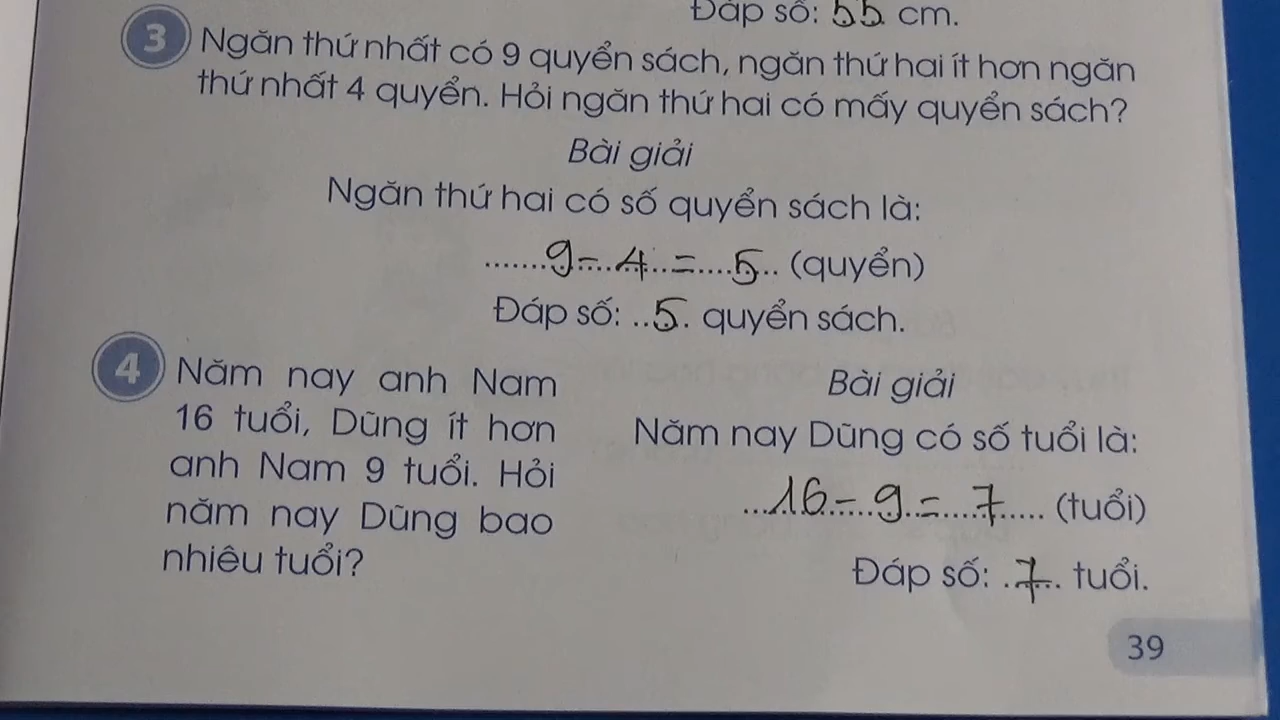 Đáp số: 55 cm.
3 Ngăn thứ nhất có 9 quyển sách, ngăn thứ hai ít hơn ngăn
thứ nhất 4 quyển. Hỏi ngăn thứ hai có mấy quyển sách?
Bài giải
Ngăn thứ hai có số quyển sách là:
.......9 - 4 = 5.. (quyển)
Đáp số: ..5. quyển sách.
4 Năm nay anh Nam
16 tuổi, Dũng ít hơn
anh Nam 9 tuổi. Hỏi
năm nay Dũng bao
nhiêu tuổi?
Bài giải
Năm nay Dũng có số tuổi là:
...16 - 9 = 7.... (tuổi)
Đáp số: ..7.. tuổi.
39